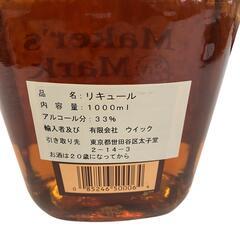 Maker's
Mark
品名：リキュール
内容量：1000ml
アルコール分：33%
輸入者及び 有限会社 ウイック
引き取り先 東京都世田谷区太子堂
2-14-3
お酒は20歳になってから
085246500064